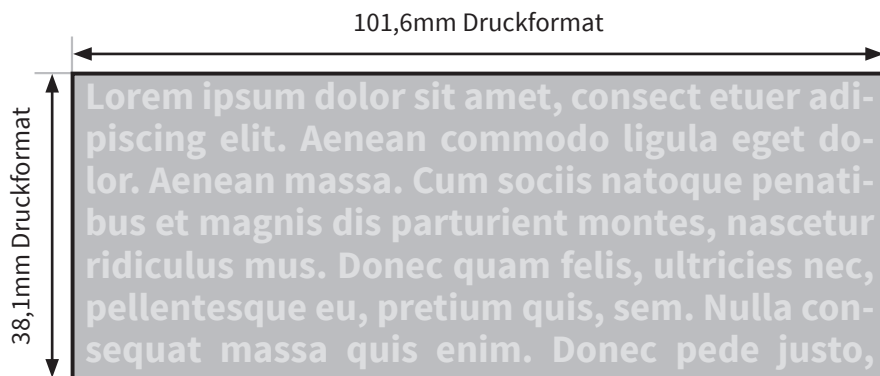 101,6mm Druckformat
38,1mm Druckformat
Lorem ipsum dolor sit amet, consect etuer adi-
piscing elit. Aenean commodo ligula eget do-
lor. Aenean massa. Cum sociis natoque penati-
bus et magnis dis parturient montes, nascetur
ridiculus mus. Donec quam felis, ultricies nec,
pellentesque eu, pretium quis, sem. Nulla con-
sequat massa quis enim. Donec pede justo,